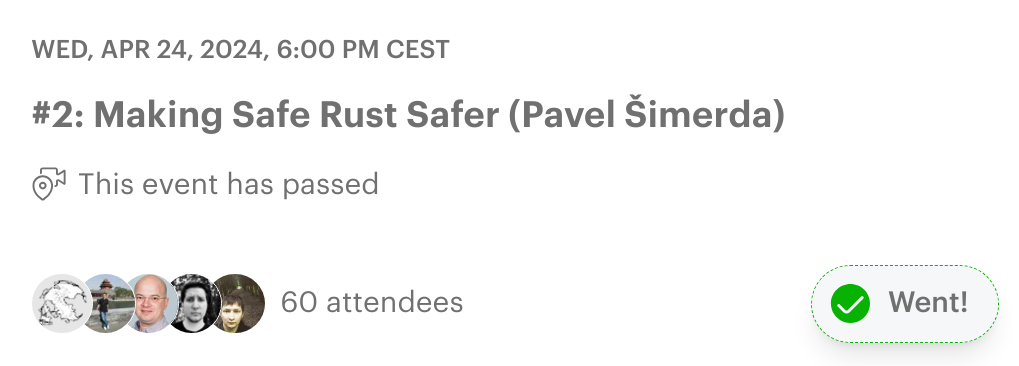 WED, APR 24, 2024, 6:00 PM CEST
#2: Making Safe Rust Safer (Pavel Šimerda)
This event has passed
60 attendees
Went!